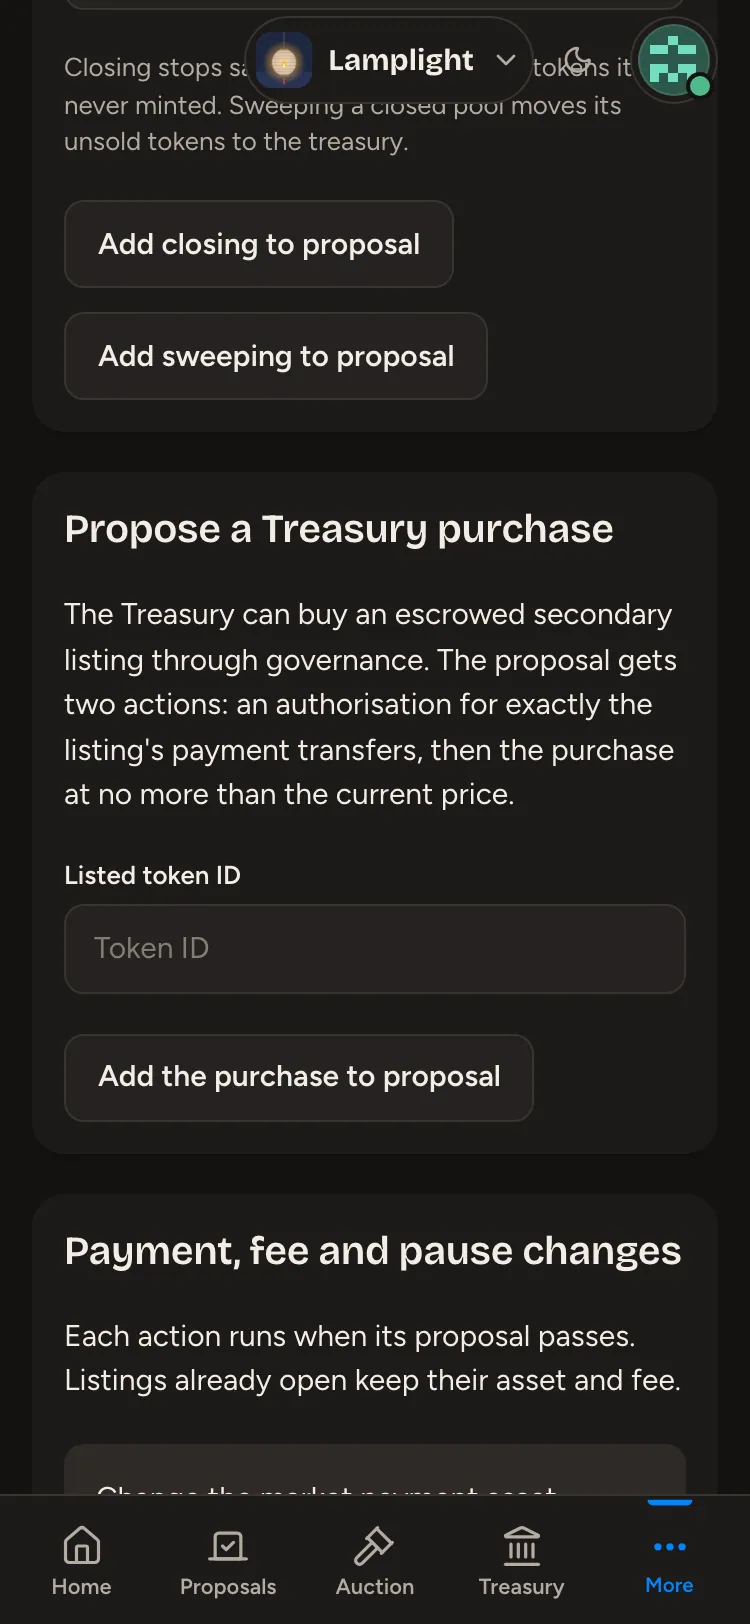 Lamplight
Closing stops tokens it
never minted. Sweeping a closed pool moves its
unsold tokens to the treasury.
Add closing to proposal
Add sweeping to proposal
Propose a Treasury purchase
The Treasury can buy an escrowed secondary
listing through governance. The proposal gets
two actions: an authorisation for exactly the
listing's payment transfers, then the purchase
at no more than the current price.
Listed token ID
Token ID
Add the purchase to proposal
Payment, fee and pause changes
Each action runs when its proposal passes.
Listings already open keep their asset and fee.
Change the market payment asset
Home
Proposals
Auction
Treasury
More